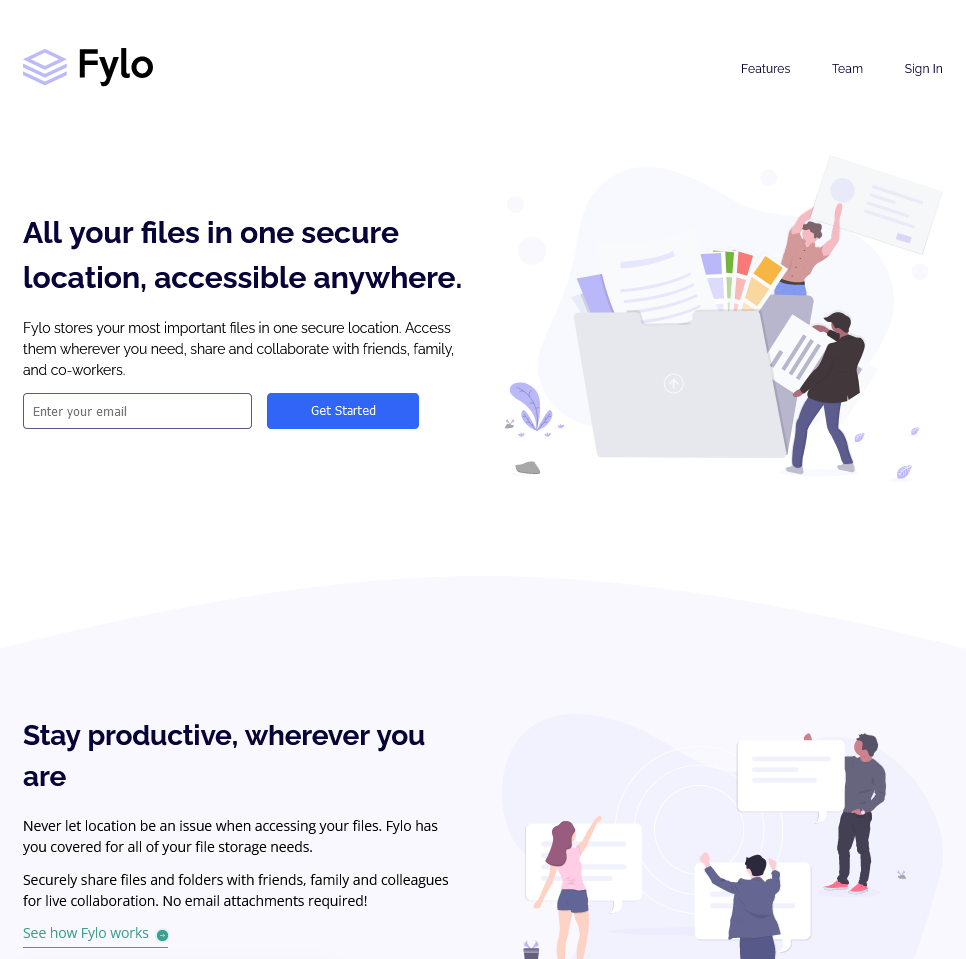 Fylo
Features
Team
Sign In
All your files in one secure
location, accessible anywhere.
Fylo stores your most important files in one secure location. Access
them wherever you need, share and collaborate with friends, family,
and co-workers.
Enter your email
Get Started
Stay productive, wherever you
are
Never let location be an issue when accessing your files. Fylo has
you covered for all of your file storage needs.
Securely share files and folders with friends, family and colleagues
for live collaboration. No email attachments required!
See how Fylo works